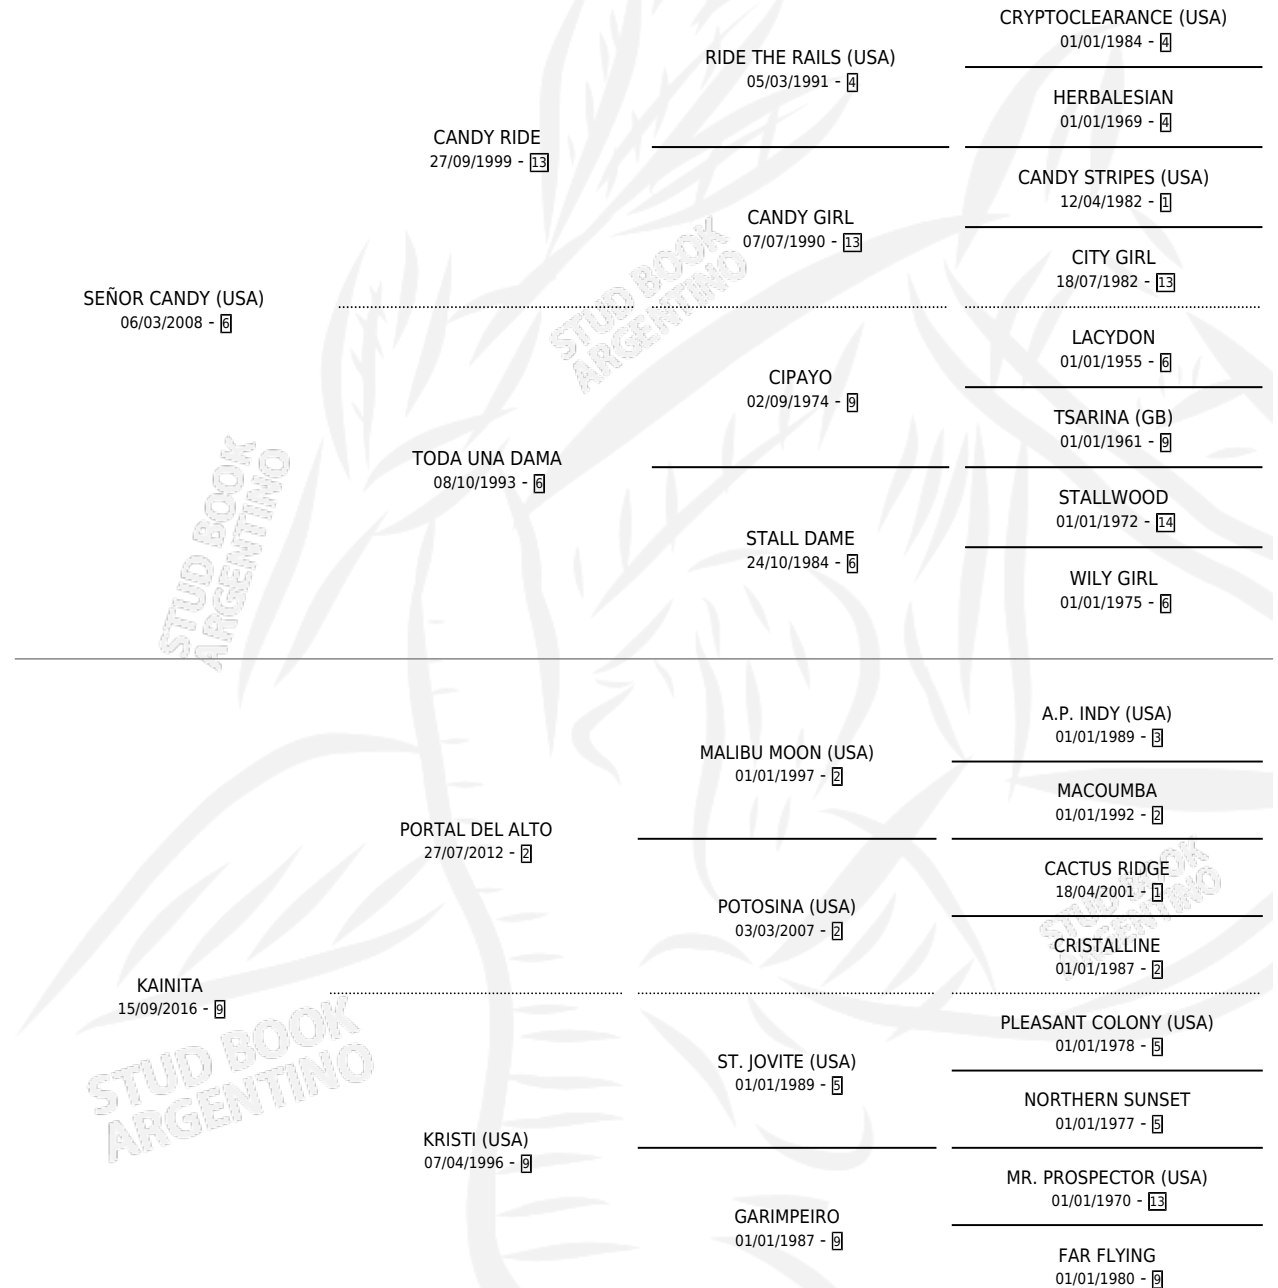 CRYPTOCLEARANCE (USA)
01/01/1984 - 4
RIDE THE RAILS (USA)
05/03/1991 - 4
HERBALESIAN
01/01/1969 - 4
CANDY RIDE
27/09/1999 - 13
CANDY STRIPES (USA)
12/04/1982 - 1
CANDY GIRL
07/07/1990 - 13
CITY GIRL
18/07/1982 - 13
SEÑOR CANDY (USA)
06/03/2008 - 6
STUD BOOK
ARGENTINO
LACYDON
01/01/1955 - 6
CIPAYO
02/09/1974 - 9
TSARINA (GB)
01/01/1961 - 9
TODA UNA DAMA
08/10/1993 - 6
STALLWOOD
01/01/1972 - 14
STALL DAME
24/10/1984 - 6
WILY GIRL
01/01/1975 - 6
STUD BOOK
ARGENTINO
A.P. INDY (USA)
01/01/1989 - 3
MALIBU MOON (USA)
01/01/1997 - 2
MACOUMBA
01/01/1992 - 2
PORTAL DEL ALTO
27/07/2012 - 2
CACTUS RIDGE
18/04/2001 - 1
POTOSINA (USA)
03/03/2007 - 2
STUD BOOK
ARGENTINO
CRISTALLINE
01/01/1987 - 2
KAINITA
15/09/2016 - 9
STUD BOOK
ARGENTINO
PLEASANT COLONY (USA)
01/01/1978 - 5
ST. JOVITE (USA)
01/01/1989 - 5
NORTHERN SUNSET
01/01/1977 - 5
KRISTI (USA)
07/04/1996 - 9
MR. PROSPECTOR (USA)
01/01/1970 - 13
GARIMPEIRO
01/01/1987 - 9
FAR FLYING
01/01/1980 - 9